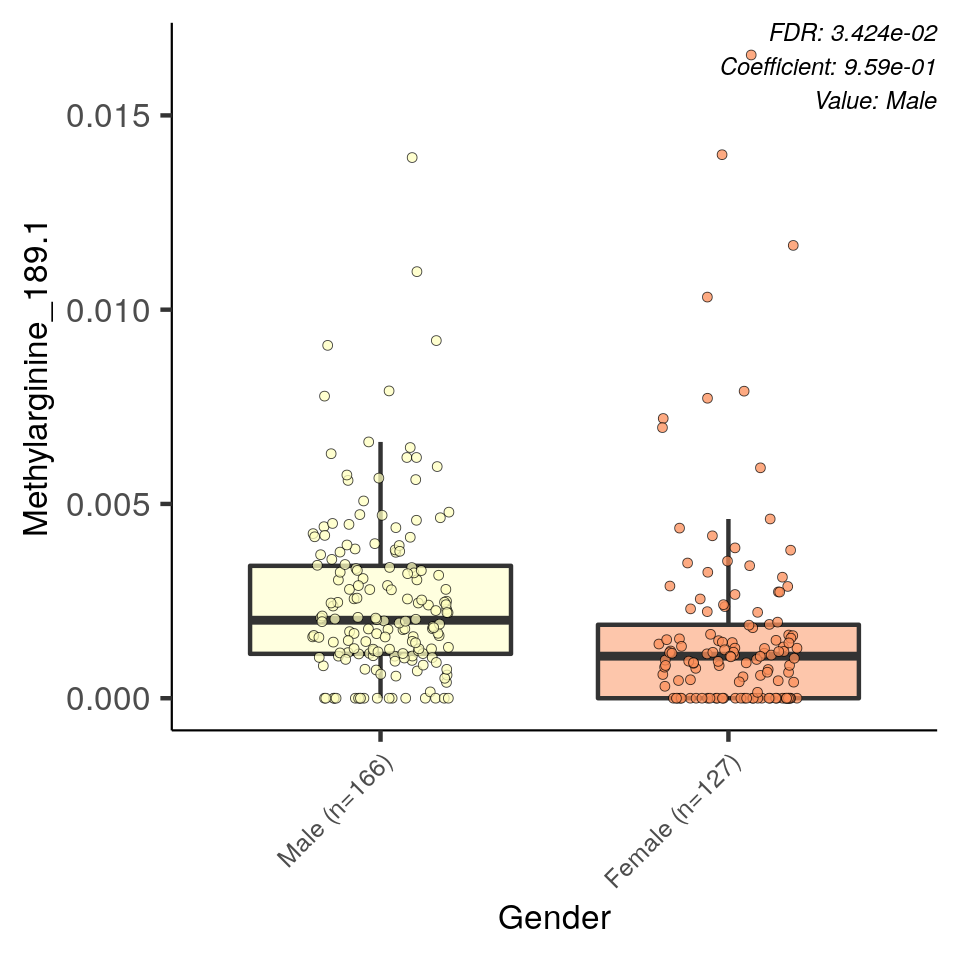 FDR: 3.424e-02
Coefficient: 9.59e-01
Value: Male
0.015
0.010
0.005
0.000
Methylarginine_189.1
Male (n=166)
Female (n=127)
Gender